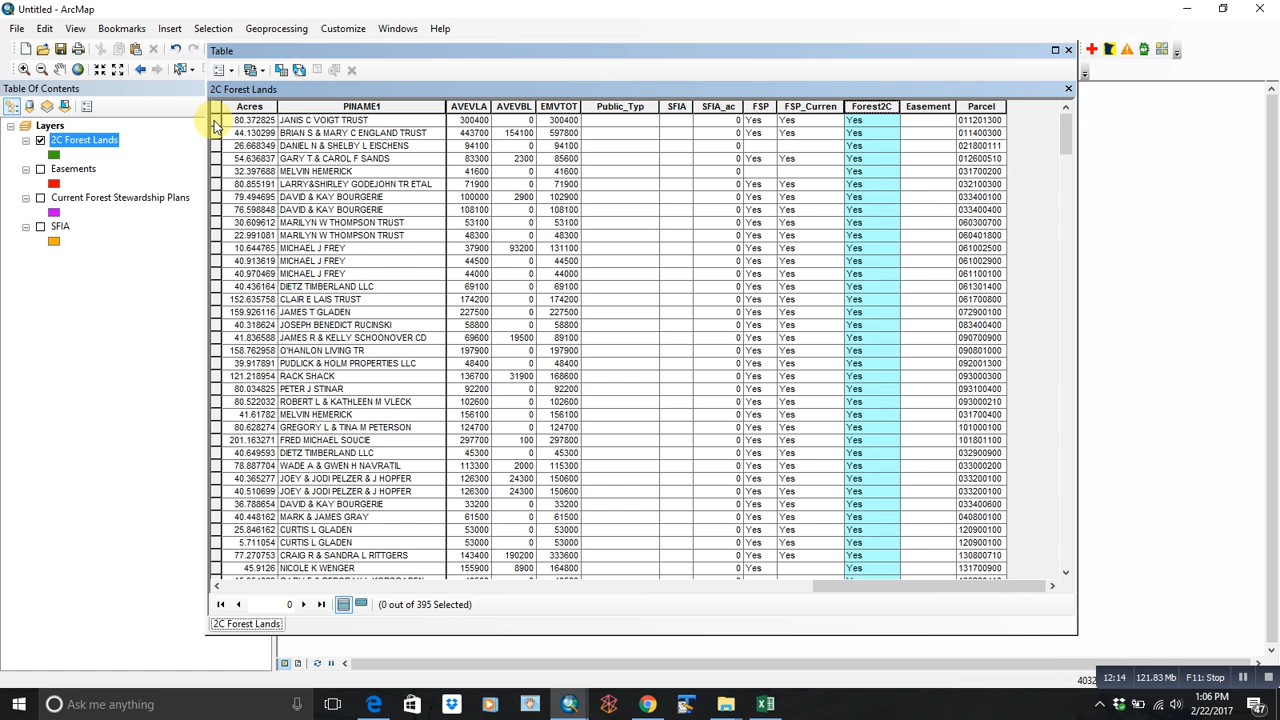 Untitled - ArcMap
File Edit View Bookmarks Insert Selection Geoprocessing Customize Windows Help
Table
Table Of Contents
2C Forest Lands
Layers
2C Forest Lands
Easements
Current Forest Stewardship Plans
SFIA
Acres PINAME1 AVEVLA AVEVBL EMVTOT Public_Typ SFIA SFIA_ac FSP FSP_Curren Forest2C Easement Parcel
80.372825 JANIS C VOIGT TRUST 300400 0 300400 0 Yes Yes Yes 011201300
44.130299 BRIAN S & MARY C ENGLAND TRUST 443700 154100 597800 0 Yes Yes Yes 011400300
26.668349 DANIEL N & SHELBY L EISCHENS 94100 0 94100 0 Yes 021800111
54.636837 GARY T & CAROL F SANDS 83300 2300 85600 0 Yes Yes Yes 012600510
32.397688 MELVIN HEMERICK 41600 0 41600 0 Yes 031700200
80.855191 LARRY&SHIRLEY GODEJOHN TR ETAL 71900 0 71900 0 Yes Yes Yes 032100300
79.494695 DAVID & KAY BOURGERIE 100000 2900 102900 0 Yes Yes Yes 033400100
76.598848 DAVID & KAY BOURGERIE 108100 0 108100 0 Yes Yes Yes 033400400
30.609612 MARILYN W THOMPSON TRUST 53100 0 53100 0 Yes Yes Yes 060300700
22.991081 MARILYN W THOMPSON TRUST 48300 0 48300 0 Yes Yes Yes 060401800
10.644765 MICHAEL J FREY 37900 93200 131100 0 Yes Yes Yes 061002500
40.913619 MICHAEL J FREY 44500 0 44500 0 Yes Yes Yes 061002900
40.970469 MICHAEL J FREY 44000 0 44000 0 Yes Yes Yes 061100100
40.436164 DIETZ TIMBERLAND LLC 69100 0 69100 0 Yes Yes Yes 061301400
152.635758 CLAIR E LAIS TRUST 174200 0 174200 0 Yes Yes Yes 061700800
159.926116 JAMES T GLADEN 227500 0 227500 0 Yes Yes Yes 072900100
40.318624 JOSEPH BENEDICT RUCINSKI 58800 0 58800 0 Yes Yes Yes 083400400
41.836588 JAMES R & KELLY SCHOONOVER CD 69600 19500 89100 0 Yes Yes Yes 090700900
158.762958 O'HANLON LIVING TR 197900 0 197900 0 Yes Yes Yes 090801000
39.917891 PUDLICK & HOLM PROPERTIES LLC 48400 0 48400 0 Yes Yes Yes 092001300
121.218954 RACK SHACK 136700 31900 168600 0 Yes Yes Yes 093000300
80.034825 PETER J STINAR 92200 0 92200 0 Yes Yes Yes 093100400
80.522032 ROBERT L & KATHLEEN M VLECK 102600 0 102600 0 Yes Yes Yes 093000210
41.61782 MELVIN HEMERICK 156100 0 156100 0 Yes Yes Yes 031700400
80.628274 GREGORY L & TINA M PETERSON 124700 0 124700 0 Yes Yes Yes 101000100
201.163271 FRED MICHAEL SOUCIE 297700 100 297800 0 Yes Yes Yes 101801100
40.649593 DIETZ TIMBERLAND LLC 45300 0 45300 0 Yes Yes Yes 032900900
78.887704 WADE A & GWEN H NAVRATIL 113300 2000 115300 0 Yes Yes Yes 033000200
40.365277 JOEY & JODI PELZER & J HOPFER 126300 24300 150600 0 Yes Yes Yes 033200100
40.510699 JOEY & JODI PELZER & J HOPFER 126300 24300 150600 0 Yes Yes Yes 033200100
36.788654 DAVID & KAY BOURGERIE 33200 0 33200 0 Yes Yes Yes 033400600
40.448162 MARK & JAMES GRAY 61500 0 61500 0 Yes Yes Yes 040800100
25.846162 CURTIS L GLADEN 53000 0 53000 0 Yes Yes Yes 120900100
5.711054 CURTIS L GLADEN 53000 0 53000 0 Yes Yes Yes 120900100
77.270753 CRAIG R & SANDRA L RITTGERS 143400 190200 333600 0 Yes Yes Yes 130800710
45.9126 NICOLE K WENGER 155900 8900 164800 0 Yes Yes 131700900
0 (0 out of 395 Selected)
2C Forest Lands
12:14 121.83 Mb F11: Stop
Ask me anything
1:06 PM
2/22/2017
47